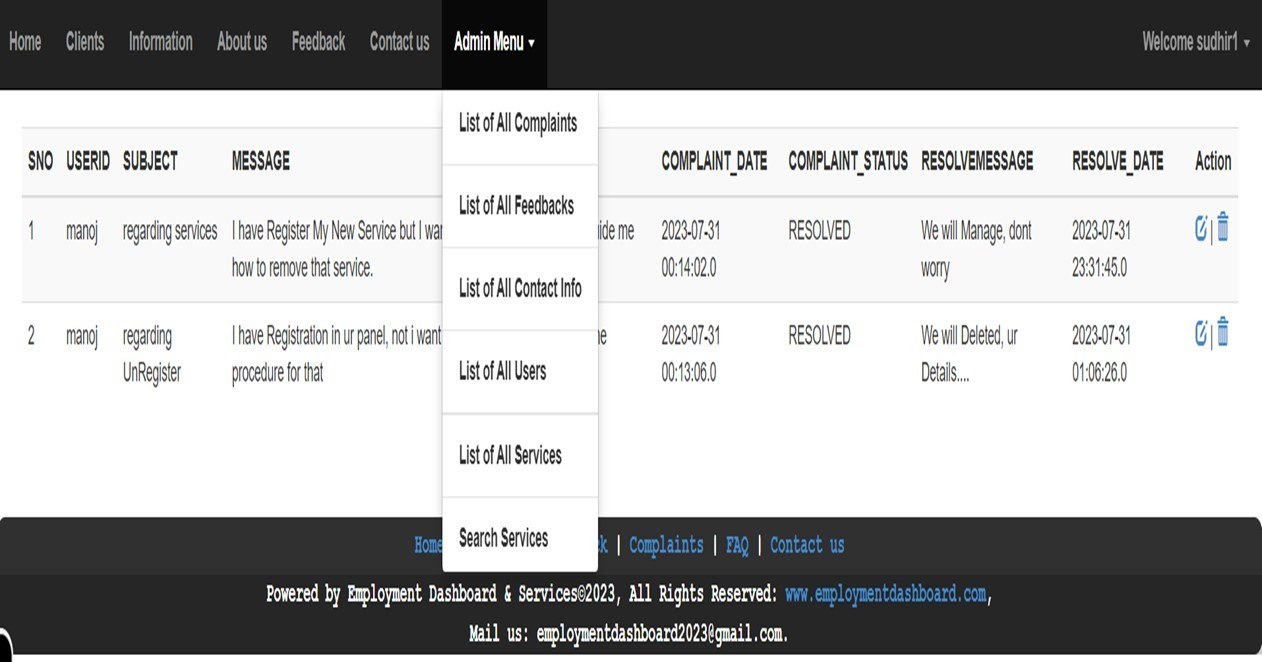 Home Clients Information About us Feedback Contact us Admin Menu ▾ Welcome sudhir1 ▾
List of All Complaints
List of All Feedbacks
List of All Contact Info
List of All Users
List of All Services
Search Services
SNO USERID SUBJECT MESSAGE COMPLAINT_DATE COMPLAINT_STATUS RESOLVEMESSAGE RESOLVE_DATE Action
1 manoj regarding services I have Register My New Service but I me 2023-07-31 RESOLVED We will Manage, dont 2023-07-31 |
how to remove that service. 00:14:02.0 worry 23:31:45.0
2 manoj regarding I have Registration in ur panel, not i want 2023-07-31 RESOLVED We will Deleted, ur 2023-07-31 |
UnRegister procedure for that 00:13:06.0 Details.... 01:06:26.0
Home | Complaints | FAQ | Contact us
Powered by Employment Dashboard & Services©2023, All Rights Reserved: www.employmentdashboard.com,
Mail us: employmentdashboard2023@gmail.com.